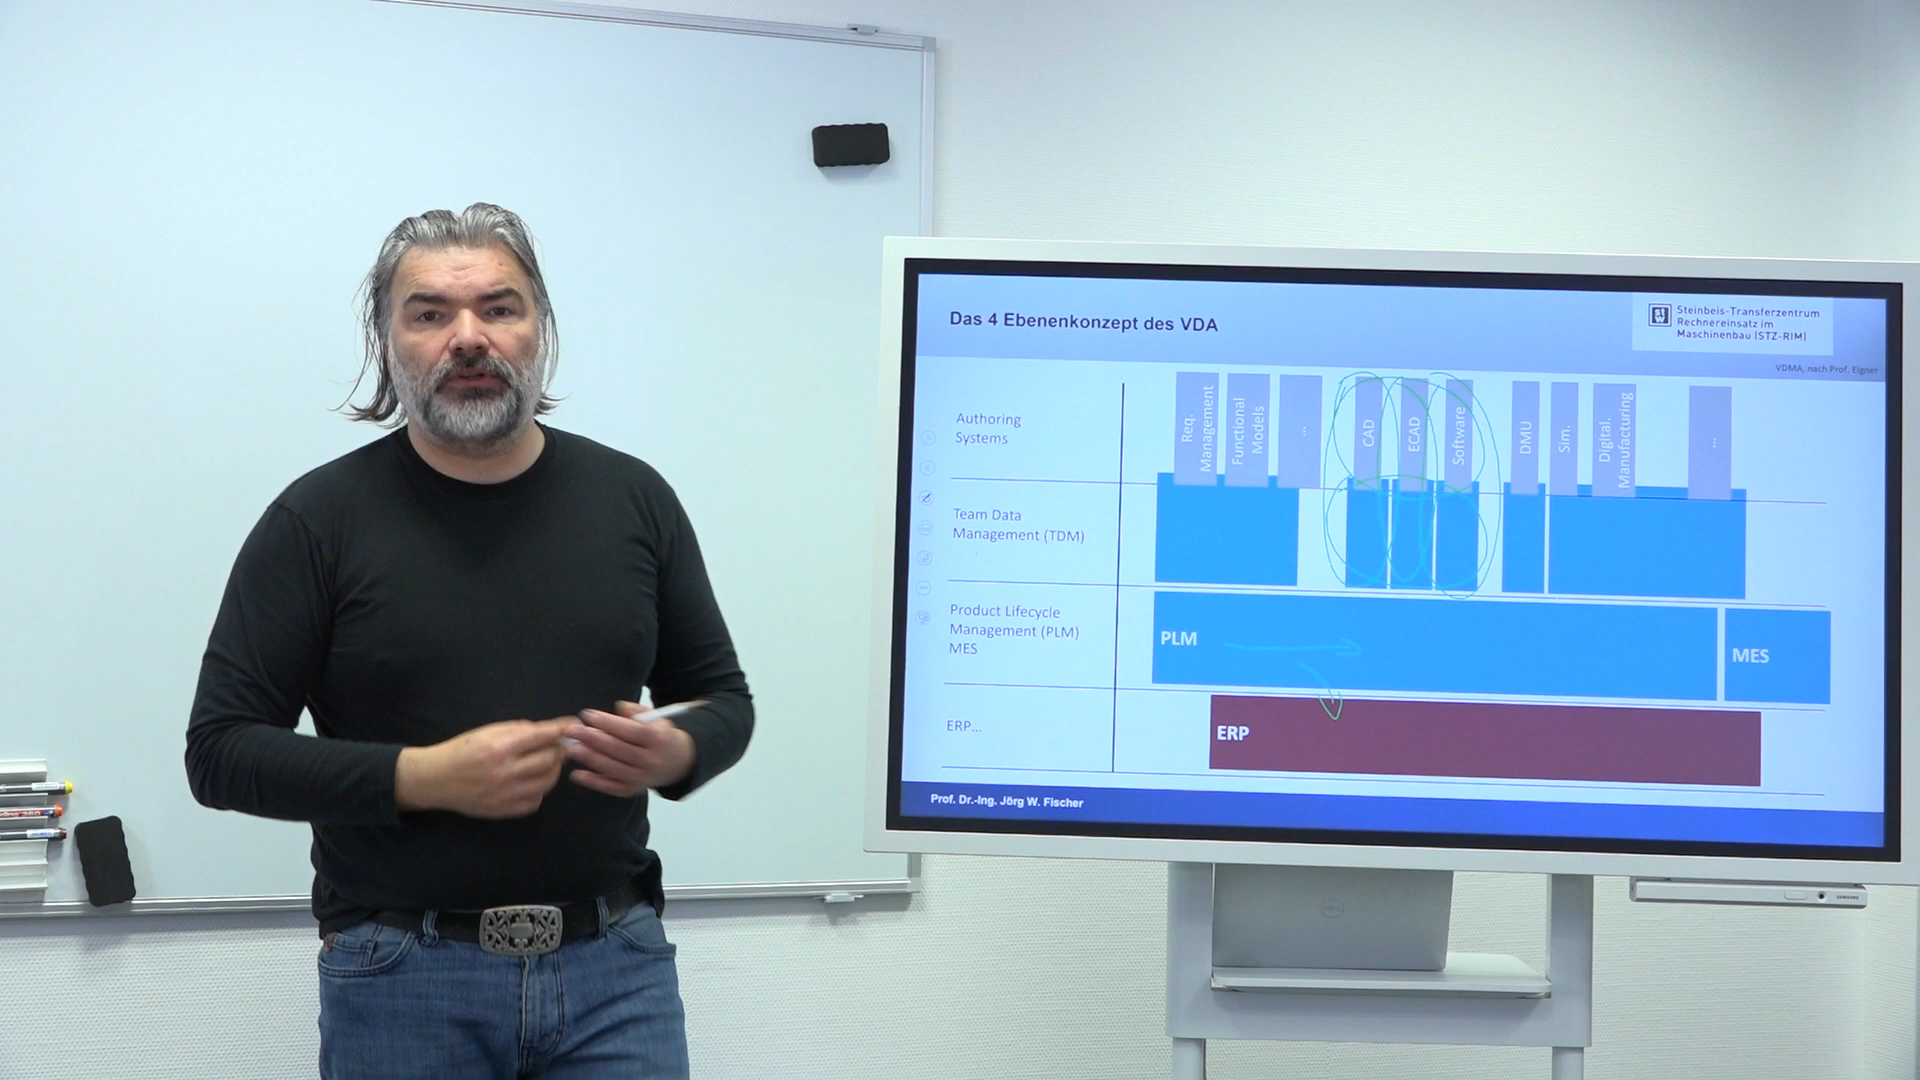 Das 4 Ebenenkonzept des VDA
Steinbeis-Transferzentrum
Rechnereinsatz im
Maschinenbau (STZ-RIM)
VDMA, nach Prof. Eigner
Authoring
Systems
Req.
Management
Functional
Models
...
CAD
ECAD
Software
DMU
Sim.
Digital.
Manufacturing
...
Team Data
Management (TDM)
Product Lifecycle
Management (PLM)
MES
PLM
MES
ERP...
ERP
Prof. Dr.-Ing. Jörg W. Fischer
SAMSUNG